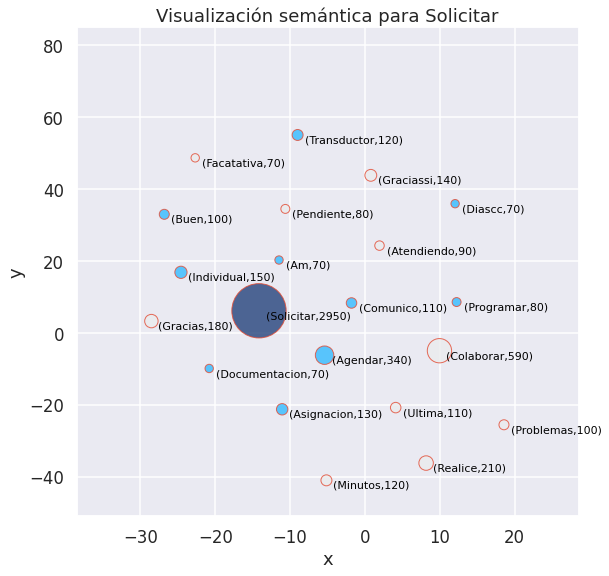 Visualización semántica para Solicitar
80
60
40
20
0
−20
−40
y
(Transductor,120)
(Facatativa,70)
(Graciassi,140)
(Pendiente,80)
(Diascc,70)
(Buen,100)
(Atendiendo,90)
(Am,70)
(Individual,150)
(Solicitar,2950)
(Comunico,110)
(Programar,80)
(Gracias,180)
(Agendar,340)
(Colaborar,590)
(Documentacion,70)
(Asignacion,130)
(Ultima,110)
(Problemas,100)
(Realice,210)
(Minutos,120)
−30
−20
−10
0
10
20
x